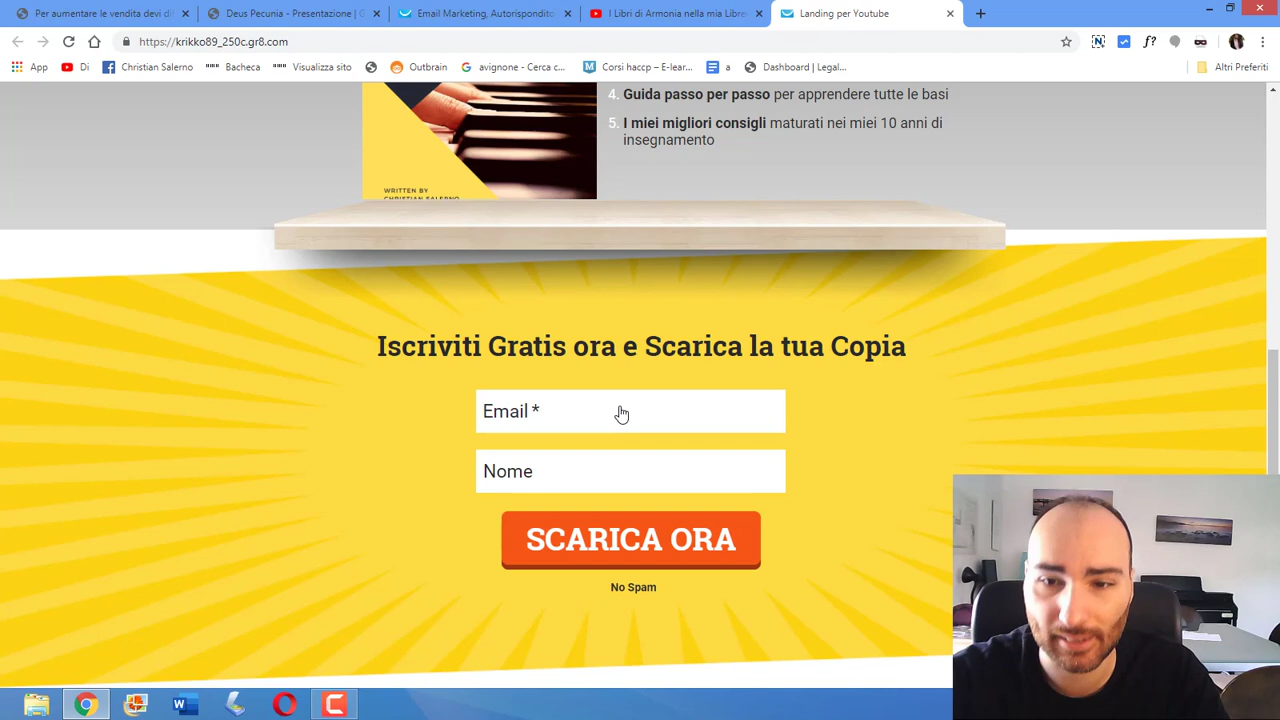 Per aumentare le vendita devi di
Deus Pecunia - Presentazione | G
Email Marketing, Autorispondito
I Libri di Armonia nella mia Libre
Landing per Youtube
https://krikko89_250c.gr8.com
App
Di
Christian Salerno
Bacheca
Visualizza sito
Outbrain
avignone - Cerca c...
Corsi haccp – E-lear...
a
Dashboard | Legal...
Altri Preferiti
4. Guida passo per passo per apprendere tutte le basi
5. I miei migliori consigli maturati nei miei 10 anni di
insegnamento
WRITTEN BY
CHRISTIAN SALERNO
Iscriviti Gratis ora e Scarica la tua Copia
Email *
Nome
SCARICA ORA
No Spam